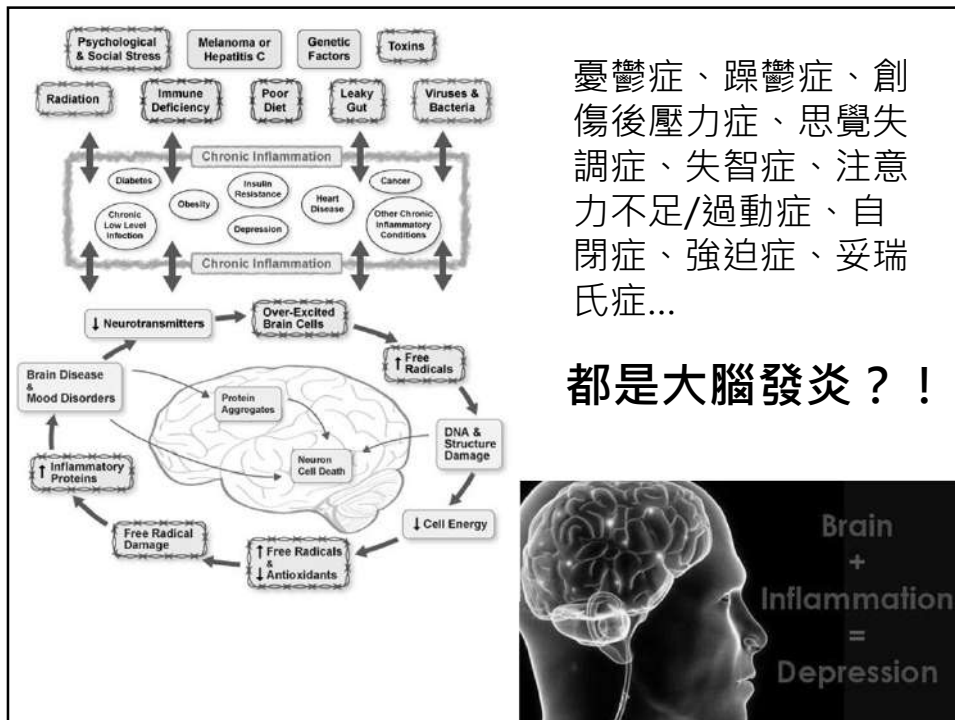 Psychological
& Social Stress
Melanoma or
Hepatitis C
Genetic
Factors
Toxins
Radiation
Immune
Deficiency
Poor
Diet
Leaky
Gut
Viruses &
Bacteria
Chronic Inflammation
Diabetes
Obesity
Insulin
Resistance
Heart
Disease
Cancer
Chronic
Low Level
Infection
Depression
Other Chronic
Inflammatory
Conditions
Chronic Inflammation
↓ Neurotransmitters
Over-Excited
Brain Cells
↑ Free
Radicals
Brain Disease
&
Mood Disorders
Protein
Aggregates
Neuron
Cell Death
DNA &
Structure
Damage
↑ Inflammatory
Proteins
↓ Cell Energy
Free Radical
Damage
↑ Free Radicals
&
↓ Antioxidants
憂鬱症、躁鬱症、創
傷後壓力症、思覺失
調症、失智症、注意
力不足/過動症、自
閉症、強迫症、妥瑞
氏症...
都是大腦發炎？！
Brain
+
Inflammation
=
Depression